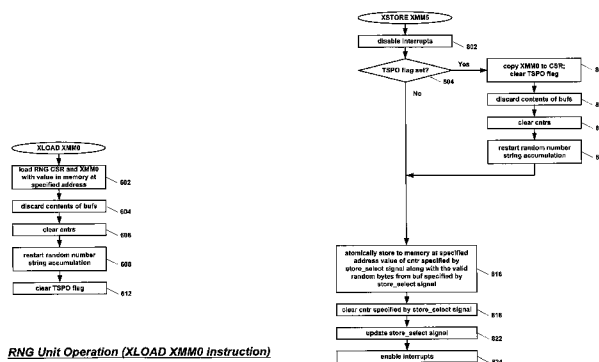 XLOAD XMM0
load RNG CSR and XMM0
with value in memory at
specified address
602
discard contents of bufs
604
clear cntrs
606
restart random number
string accumulation
608
clear TSPO flag
612
RNG Unit Operation (XLOAD XMM0 instruction)
XSTORE XMM5
disable interrupts
802
TSPO flag set?
804
Yes
No
copy XMM0 to CSR;
clear TSPO flag
discard contents of bufs
clear cntrs
restart random number
string accumulation
atomically store to memory at specified
address value of cntr specified by
store_select signal along with the valid
random bytes from buf specified by
store_select signal
816
clear cntr specified by store_select signal
818
update store_select signal
822
enable interrupts
824